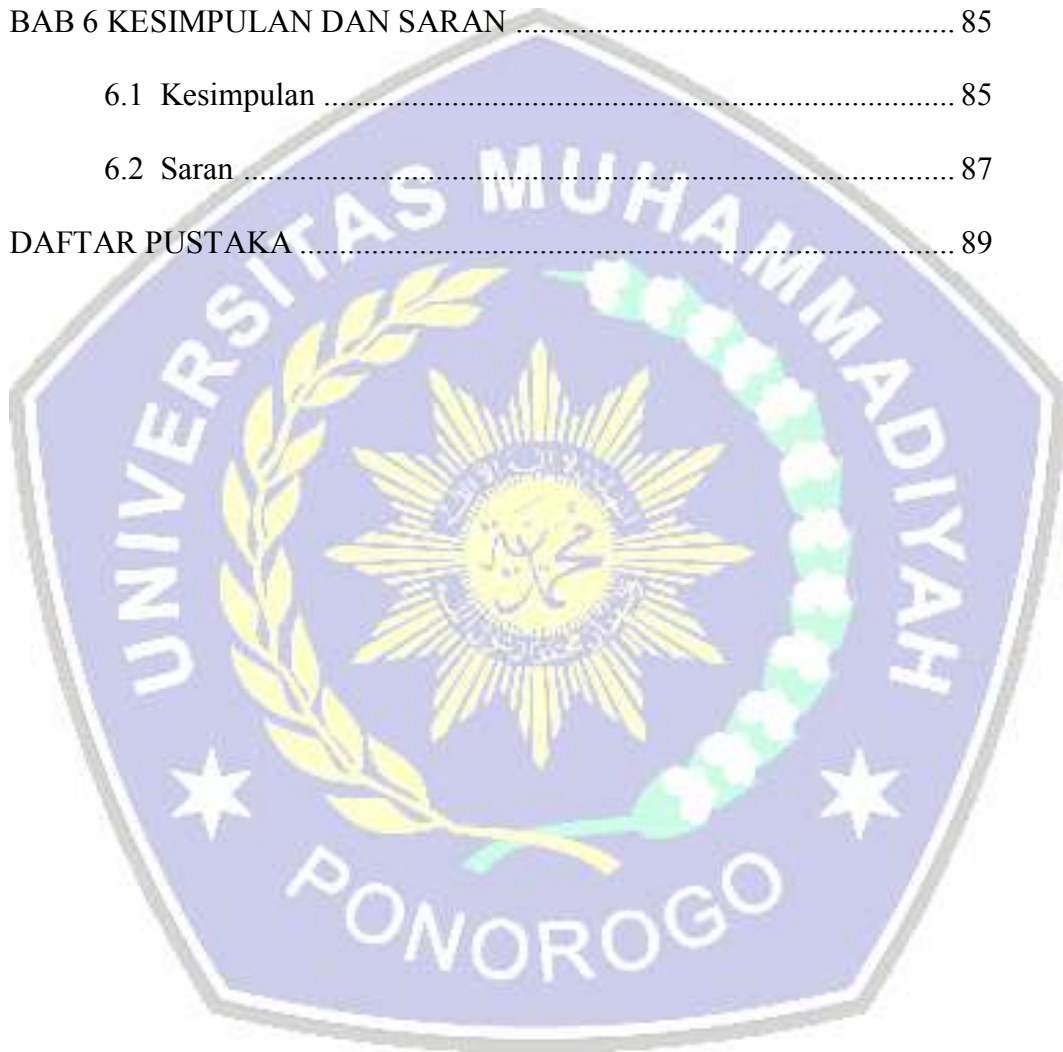 BAB 6 KESIMPULAN DAN SARAN ................................................ 85
6.1 Kesimpulan ...................................................................... 85
6.2 Saran ............................................................................... 87
DAFTAR PUSTAKA ........................................................................ 89
UNIVERSITAS MUHAMMADIYAH
PONOROGO